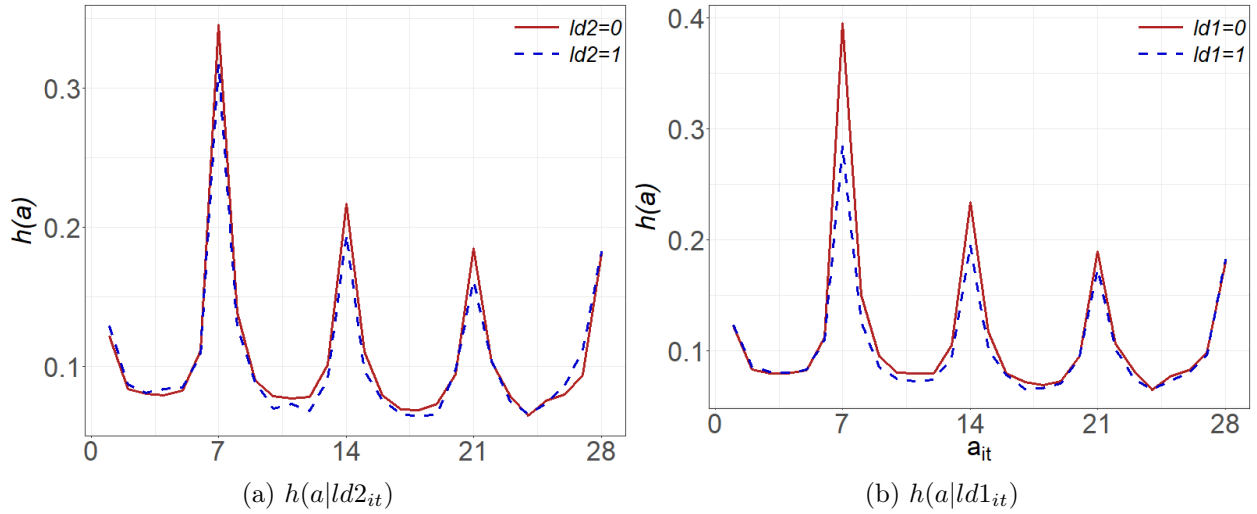 ld2=0
ld2=1
0.3
0.2
0.1
h(a)
0 7 14 21 28
(a) h(a|ld2it)
ld1=0
ld1=1
0.4
0.3
0.2
0.1
h(a)
0 7 14 21 28
ait
(b) h(a|ld1it)